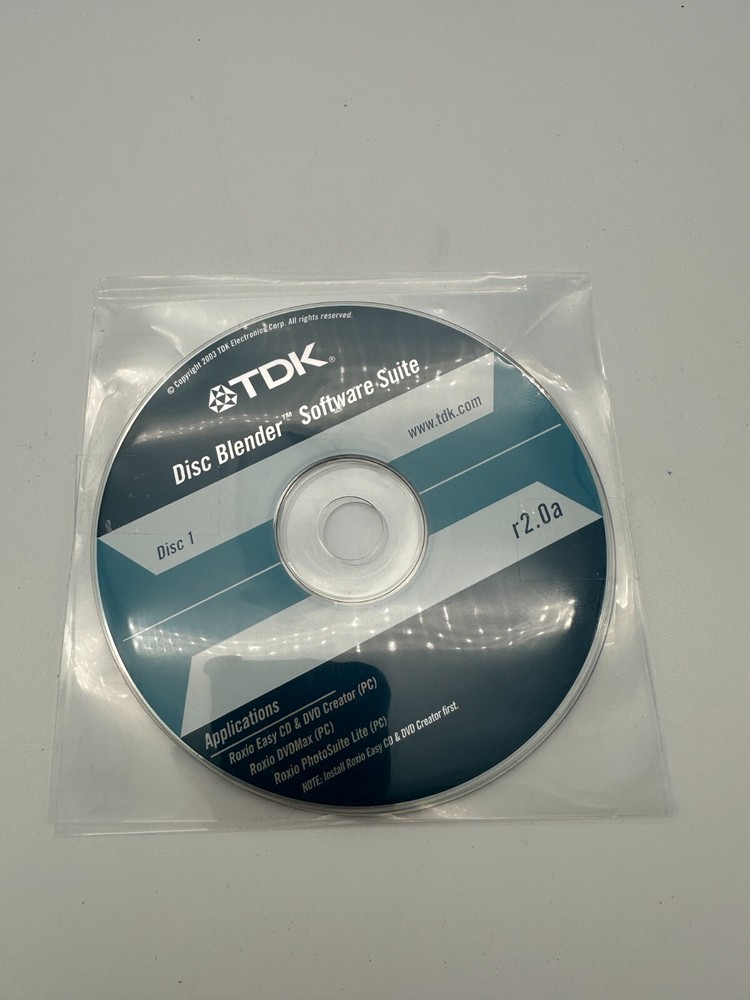 © Copyright 2003 TDK Electronics Corp. All rights reserved.
TDK®
Disc Blender™ Software Suite
www.tdk.com
Disc 1
r2.0a
Applications
Roxio Easy CD & DVD Creator (PC)
Roxio DVDMax (PC)
Roxio PhotoSuite Lite (PC)
NOTE: Install Roxio Easy CD & DVD Creator first.